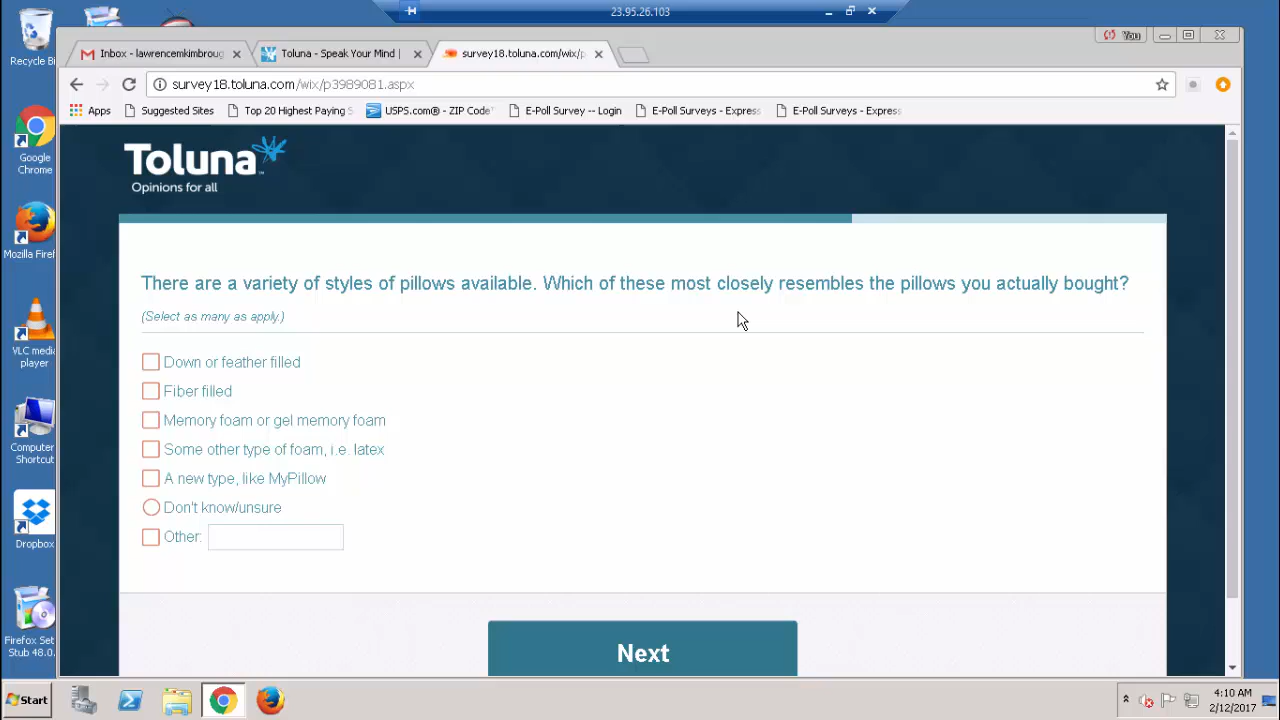 23.95.26.103
You
Inbox - lawrencemkimbroug
Toluna - Speak Your Mind |
survey18.toluna.com/wix/p
survey18.toluna.com/wix/p3989081.aspx
Apps
Suggested Sites
Top 20 Highest Paying S
USPS.com® - ZIP Code
E-Poll Survey -- Login
E-Poll Surveys - Express
E-Poll Surveys - Express
Recycle Bi
Google
Chrome
Mozilla Firef
VLC media
player
Computer
Shortcut
Dropbox
Firefox Set
Stub 48.0.
Toluna
Opinions for all
There are a variety of styles of pillows available. Which of these most closely resembles the pillows you actually bought?
(Select as many as apply.)
Down or feather filled
Fiber filled
Memory foam or gel memory foam
Some other type of foam, i.e. latex
A new type, like MyPillow
Don't know/unsure
Other:
Next
Start
4:10 AM
2/12/2017